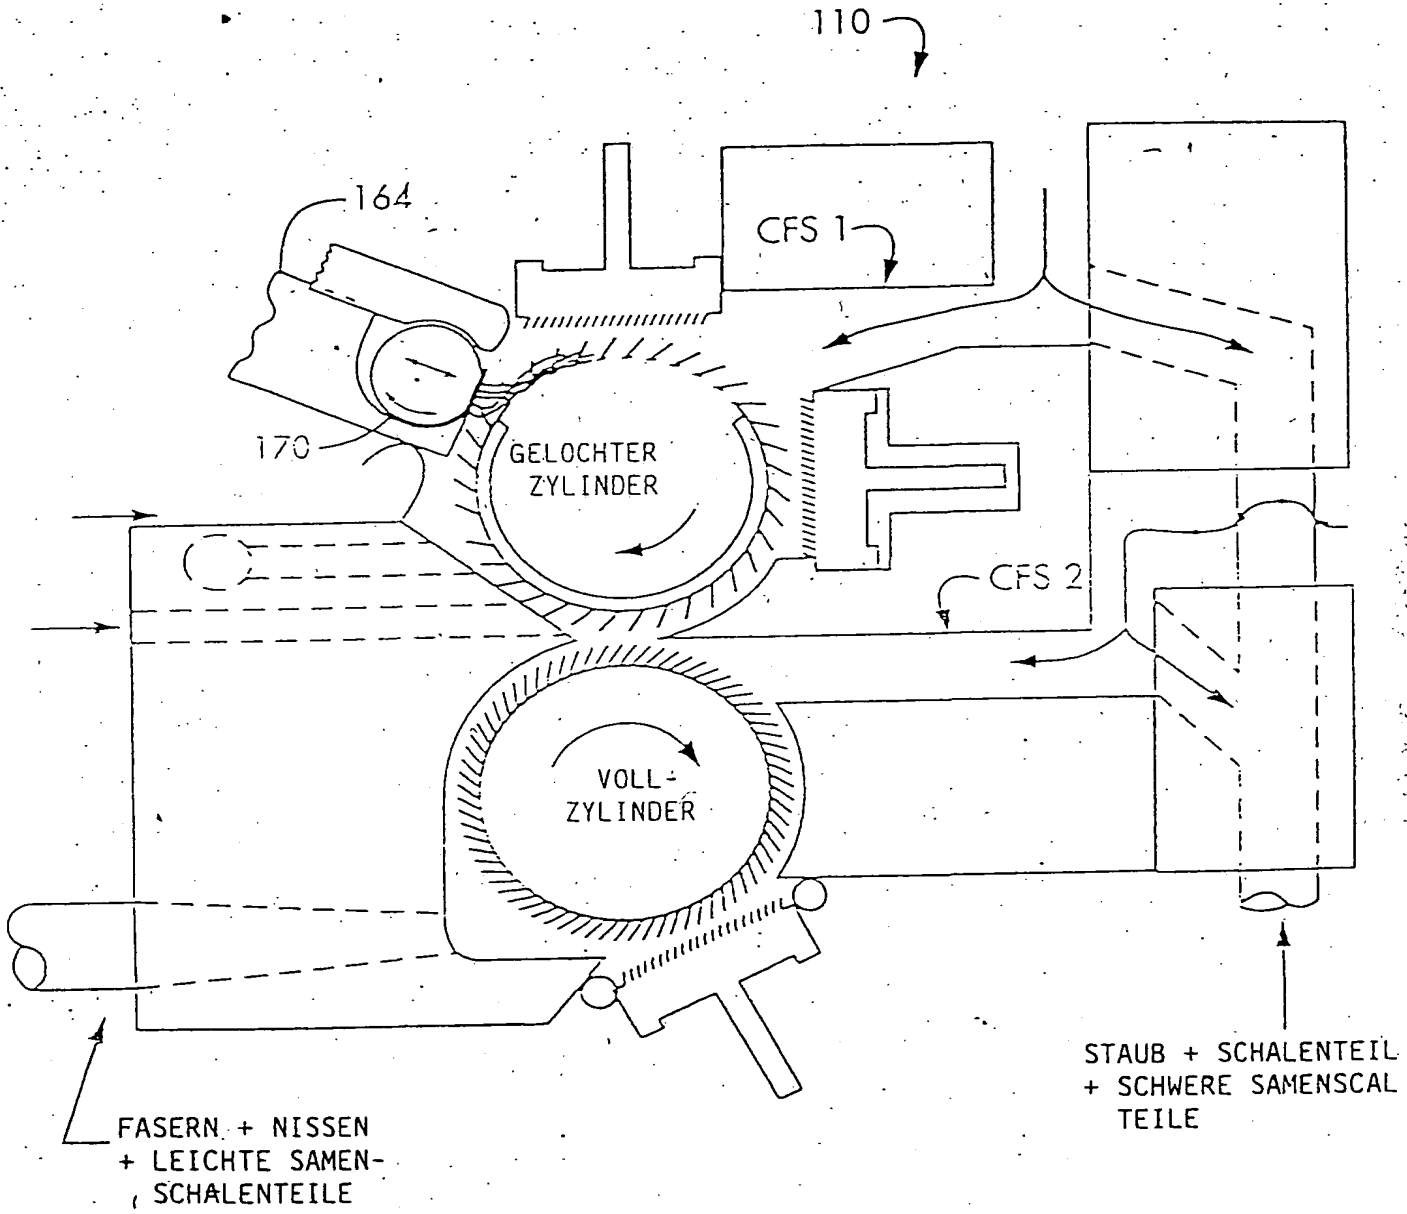 110
164
CFS 1
170
GELOCHTER
ZYLINDER
CFS 2
VOLL-
ZYLINDER
STAUB + SCHALENTEIL
+ SCHWERE SAMENSCAL
TEILE
FASERN + NISSEN
+ LEICHTE SAMEN-
SCHALENTEILE